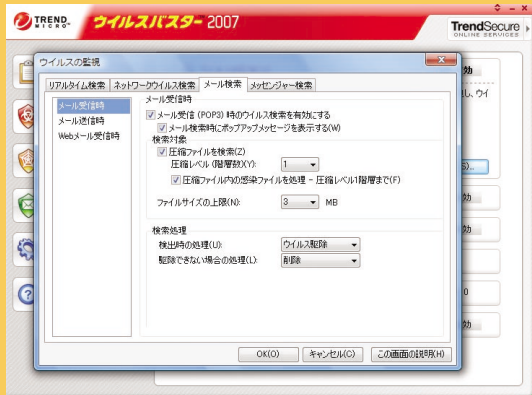 TREND MICRO
ウイルスバスター 2007
TrendSecure
ONLINE SERVICES
ウイルスの監視
リアルタイム検索 ネットワークウイルス検索 メール検索 メッセンジャー検索
メール受信時
メール送信時
Webメール受信時
メール受信時
メール受信 (POP3) 時のウイルス検索を有効にする
メール検索時にポップアップメッセージを表示する(W)
検索対象
圧縮ファイルを検索(Z)
圧縮レベル (階層数)(Y): 1
圧縮ファイル内の感染ファイルを処理 - 圧縮レベル1階層まで(F)
ファイルサイズの上限(N): 3 MB
検索処理
検出時の処理(U): ウイルス駆除
駆除できない場合の処理(L): 削除
OK(O) キャンセル(C) この画面の説明(H)
効
し、ウイ
効
効
0
効